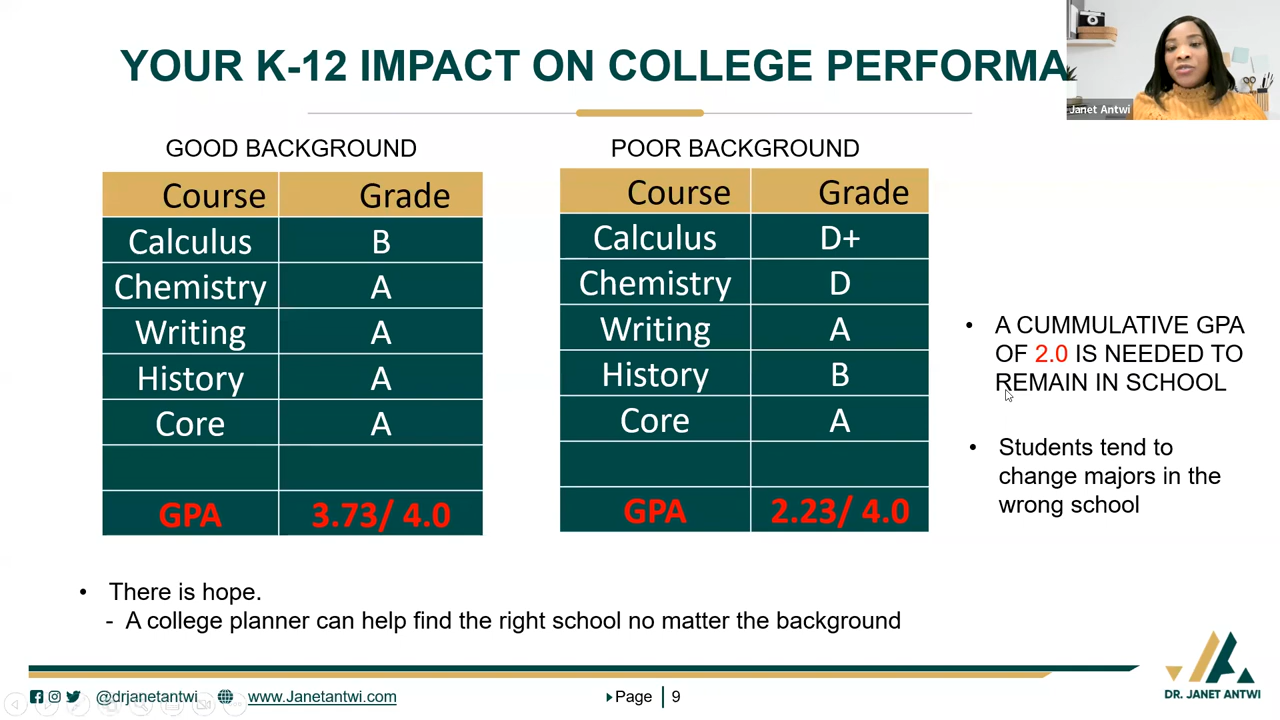 YOUR K-12 IMPACT ON COLLEGE PERFORMA
Janet Antwi
GOOD BACKGROUND
Course Grade
Calculus B
Chemistry A
Writing A
History A
Core A
GPA 3.73/ 4.0
POOR BACKGROUND
Course Grade
Calculus D+
Chemistry D
Writing A
History B
Core A
GPA 2.23/ 4.0
• A CUMMULATIVE GPA
OF 2.0 IS NEEDED TO
REMAIN IN SCHOOL
• Students tend to
change majors in the
wrong school
• There is hope.
- A college planner can help find the right school no matter the background
@drjanetantwi www.Janetantwi.com
Page | 9
DR. JANET ANTWI